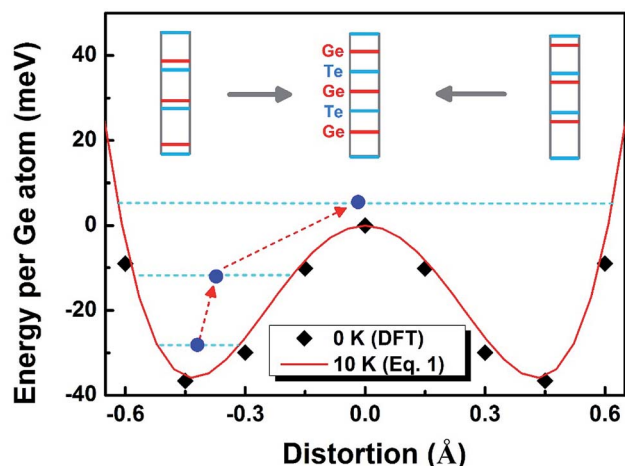 Ge
Te
Ge
Te
Ge
40
20
0
-20
-40
Energy per Ge atom (meV)
0 K (DFT)
10 K (Eq. 1)
-0.6
-0.3
0.0
0.3
0.6
Distortion (Å)